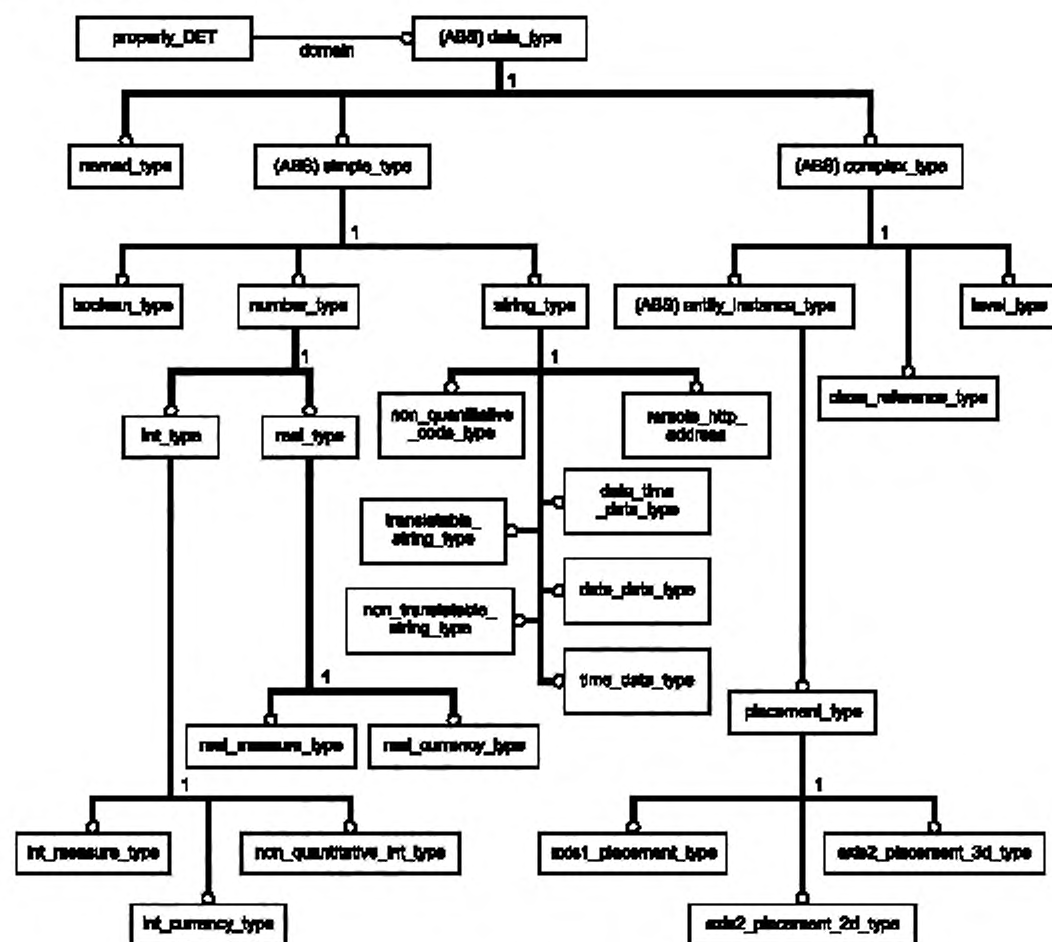 property_DET
domain
(ABS) data_type
1
named_type
(ABS) simple_type
(ABS) complex_type
1
1
boolean_type
number_type
string_type
(ABS) entity_instance_type
level_type
1
1
class_reference_type
int_type
real_type
non_quantitative
_code_type
remote_http_
address
date_time
_data_type
translatable_
string_type
date_data_type
non_translatable_
string_type
time_data_type
1
placement_type
real_measure_type
real_currency_type
1
1
int_measure_type
non_quantitative_int_type
axis1_placement_type
axis2_placement_3d_type
int_currency_type
axis2_placement_2d_type